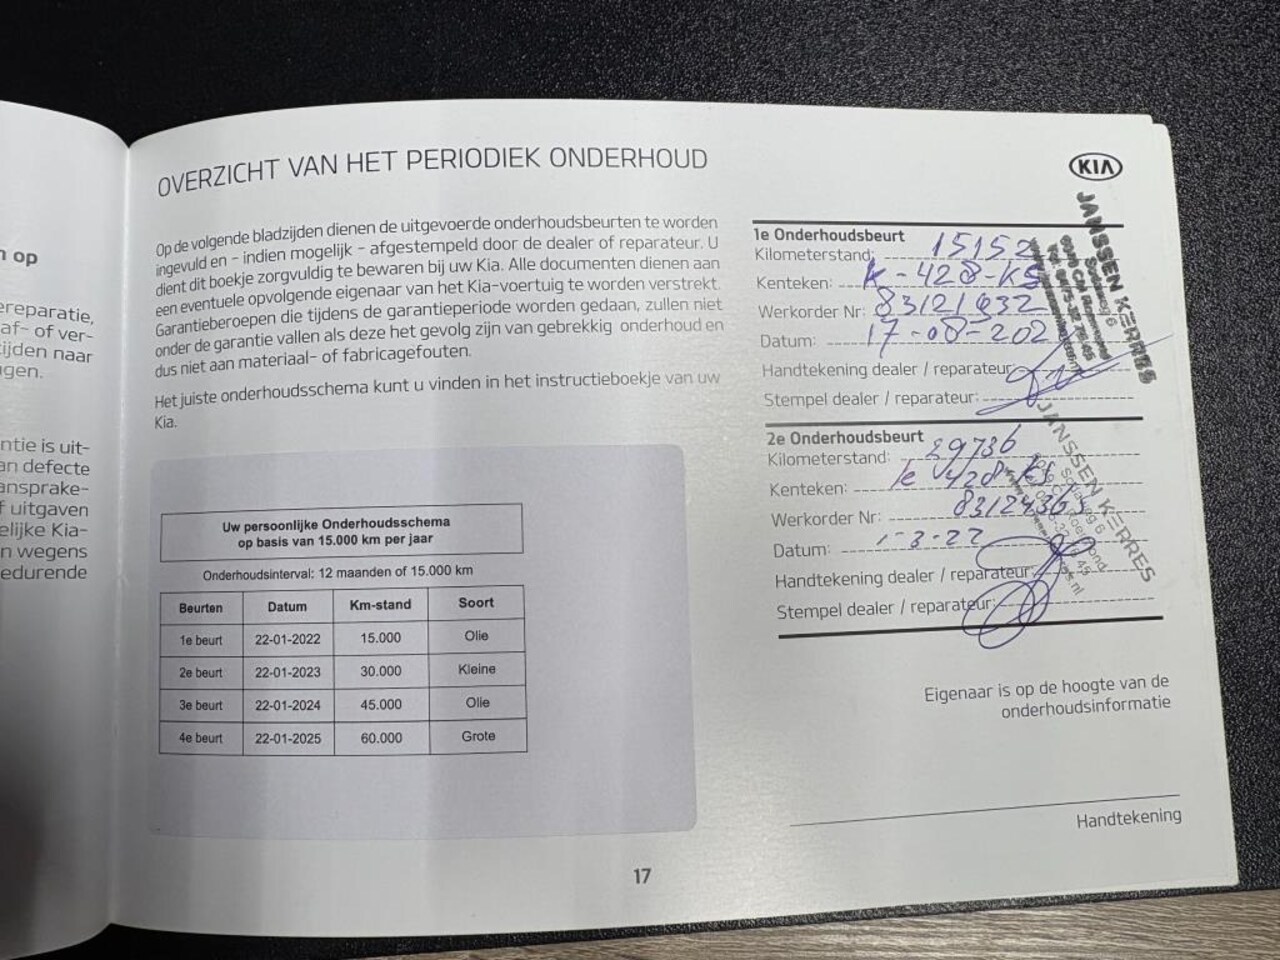 n op
ereparatie,
af- of ver-
tijden naar
ngen.
ntie is uit-
an defecte
ansprake-
f uitgaven
elijke Kia-
n wegens
edurende
OVERZICHT VAN HET PERIODIEK ONDERHOUD
Op de volgende bladzijden dienen de uitgevoerde onderhoudsbeurten te worden
ingevuld en - indien mogelijk - afgestempeld door de dealer of reparateur. U
dient dit boekje zorgvuldig te bewaren bij uw Kia. Alle documenten dienen aan
een eventuele opvolgende eigenaar van het Kia-voertuig te worden verstrekt.
Garantieberoepen die tijdens de garantieperiode worden gedaan, zullen niet
onder de garantie vallen als deze het gevolg zijn van gebrekkig onderhoud en
dus niet aan materiaal- of fabricagefouten.
Het juiste onderhoudsschema kunt u vinden in het instructieboekje van uw
Kia.
Uw persoonlijke Onderhoudsschema
op basis van 15.000 km per jaar
Onderhoudsinterval: 12 maanden of 15.000 km
Beurten Datum Km-stand Soort
1e beurt 22-01-2022 15.000 Olie
2e beurt 22-01-2023 30.000 Kleine
3e beurt 22-01-2024 45.000 Olie
4e beurt 22-01-2025 60.000 Grote
KIA
1e Onderhoudsbeurt
Kilometerstand: 15152
Kenteken: K-428-KS
Werkorder Nr: 83121632
Datum: 17-08-202
Handtekening dealer / reparateur:
Stempel dealer / reparateur:
JANSSEN KERRES
2e Onderhoudsbeurt
Kilometerstand: 29736
Kenteken: K 428 KS
Werkorder Nr: 83124365
Datum: 1-3-22
Handtekening dealer / reparateur:
Stempel dealer / reparateur:
JANSSEN KERRES
Eigenaar is op de hoogte van de
onderhoudsinformatie
Handtekening
17